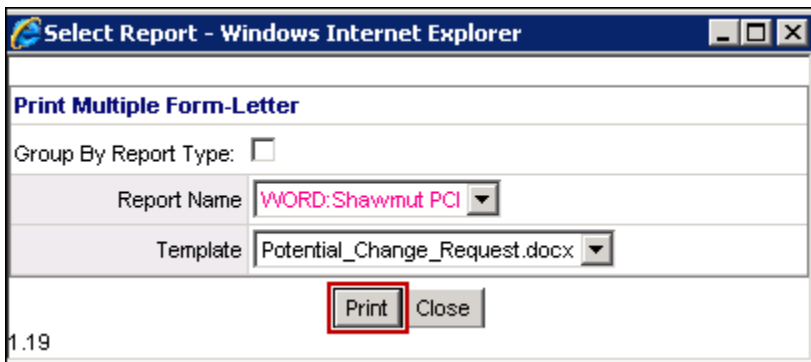 Select Report - Windows Internet Explorer
Print Multiple Form-Letter
Group By Report Type:
Report Name WORD:Shawmut PCI
Template Potential_Change_Request.docx
Print Close
1.19